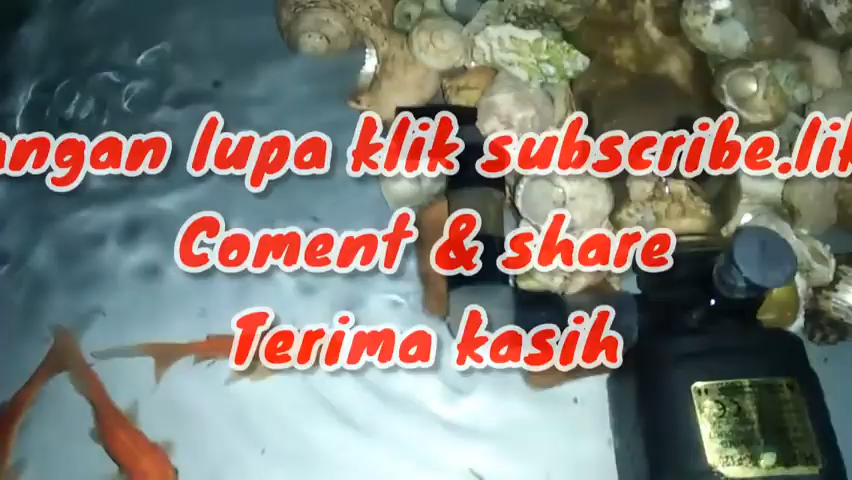 angan lupa klik subscribe.lik
Coment & share
Terima kasih